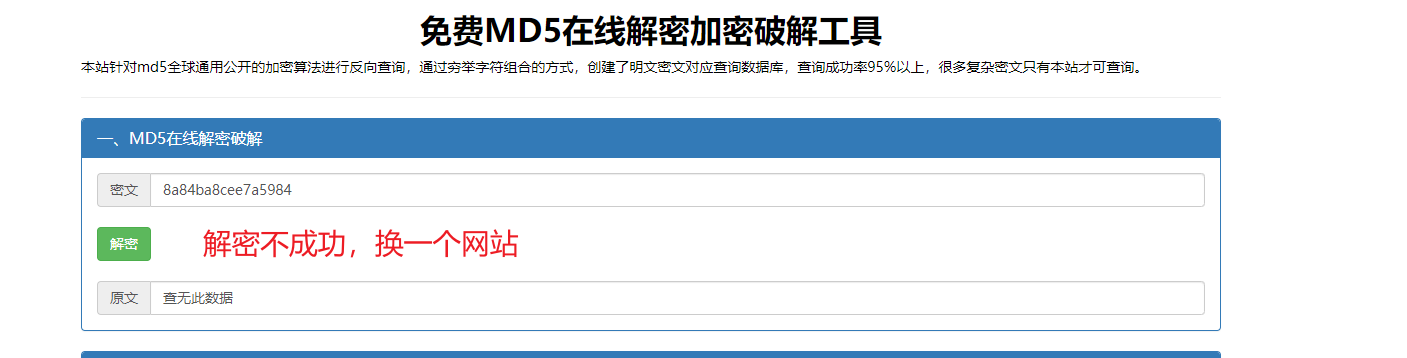 免费MD5在线解密加密破解工具
本站针对md5全球通用公开的加密算法进行反向查询，通过穷举字符组合的方式，创建了明文密文对应查询数据库，查询成功率95%以上，很多复杂密文只有本站才可查询。
一、MD5在线解密破解
密文 8a84ba8cee7a5984
解密 解密不成功，换一个网站
原文 查无此数据